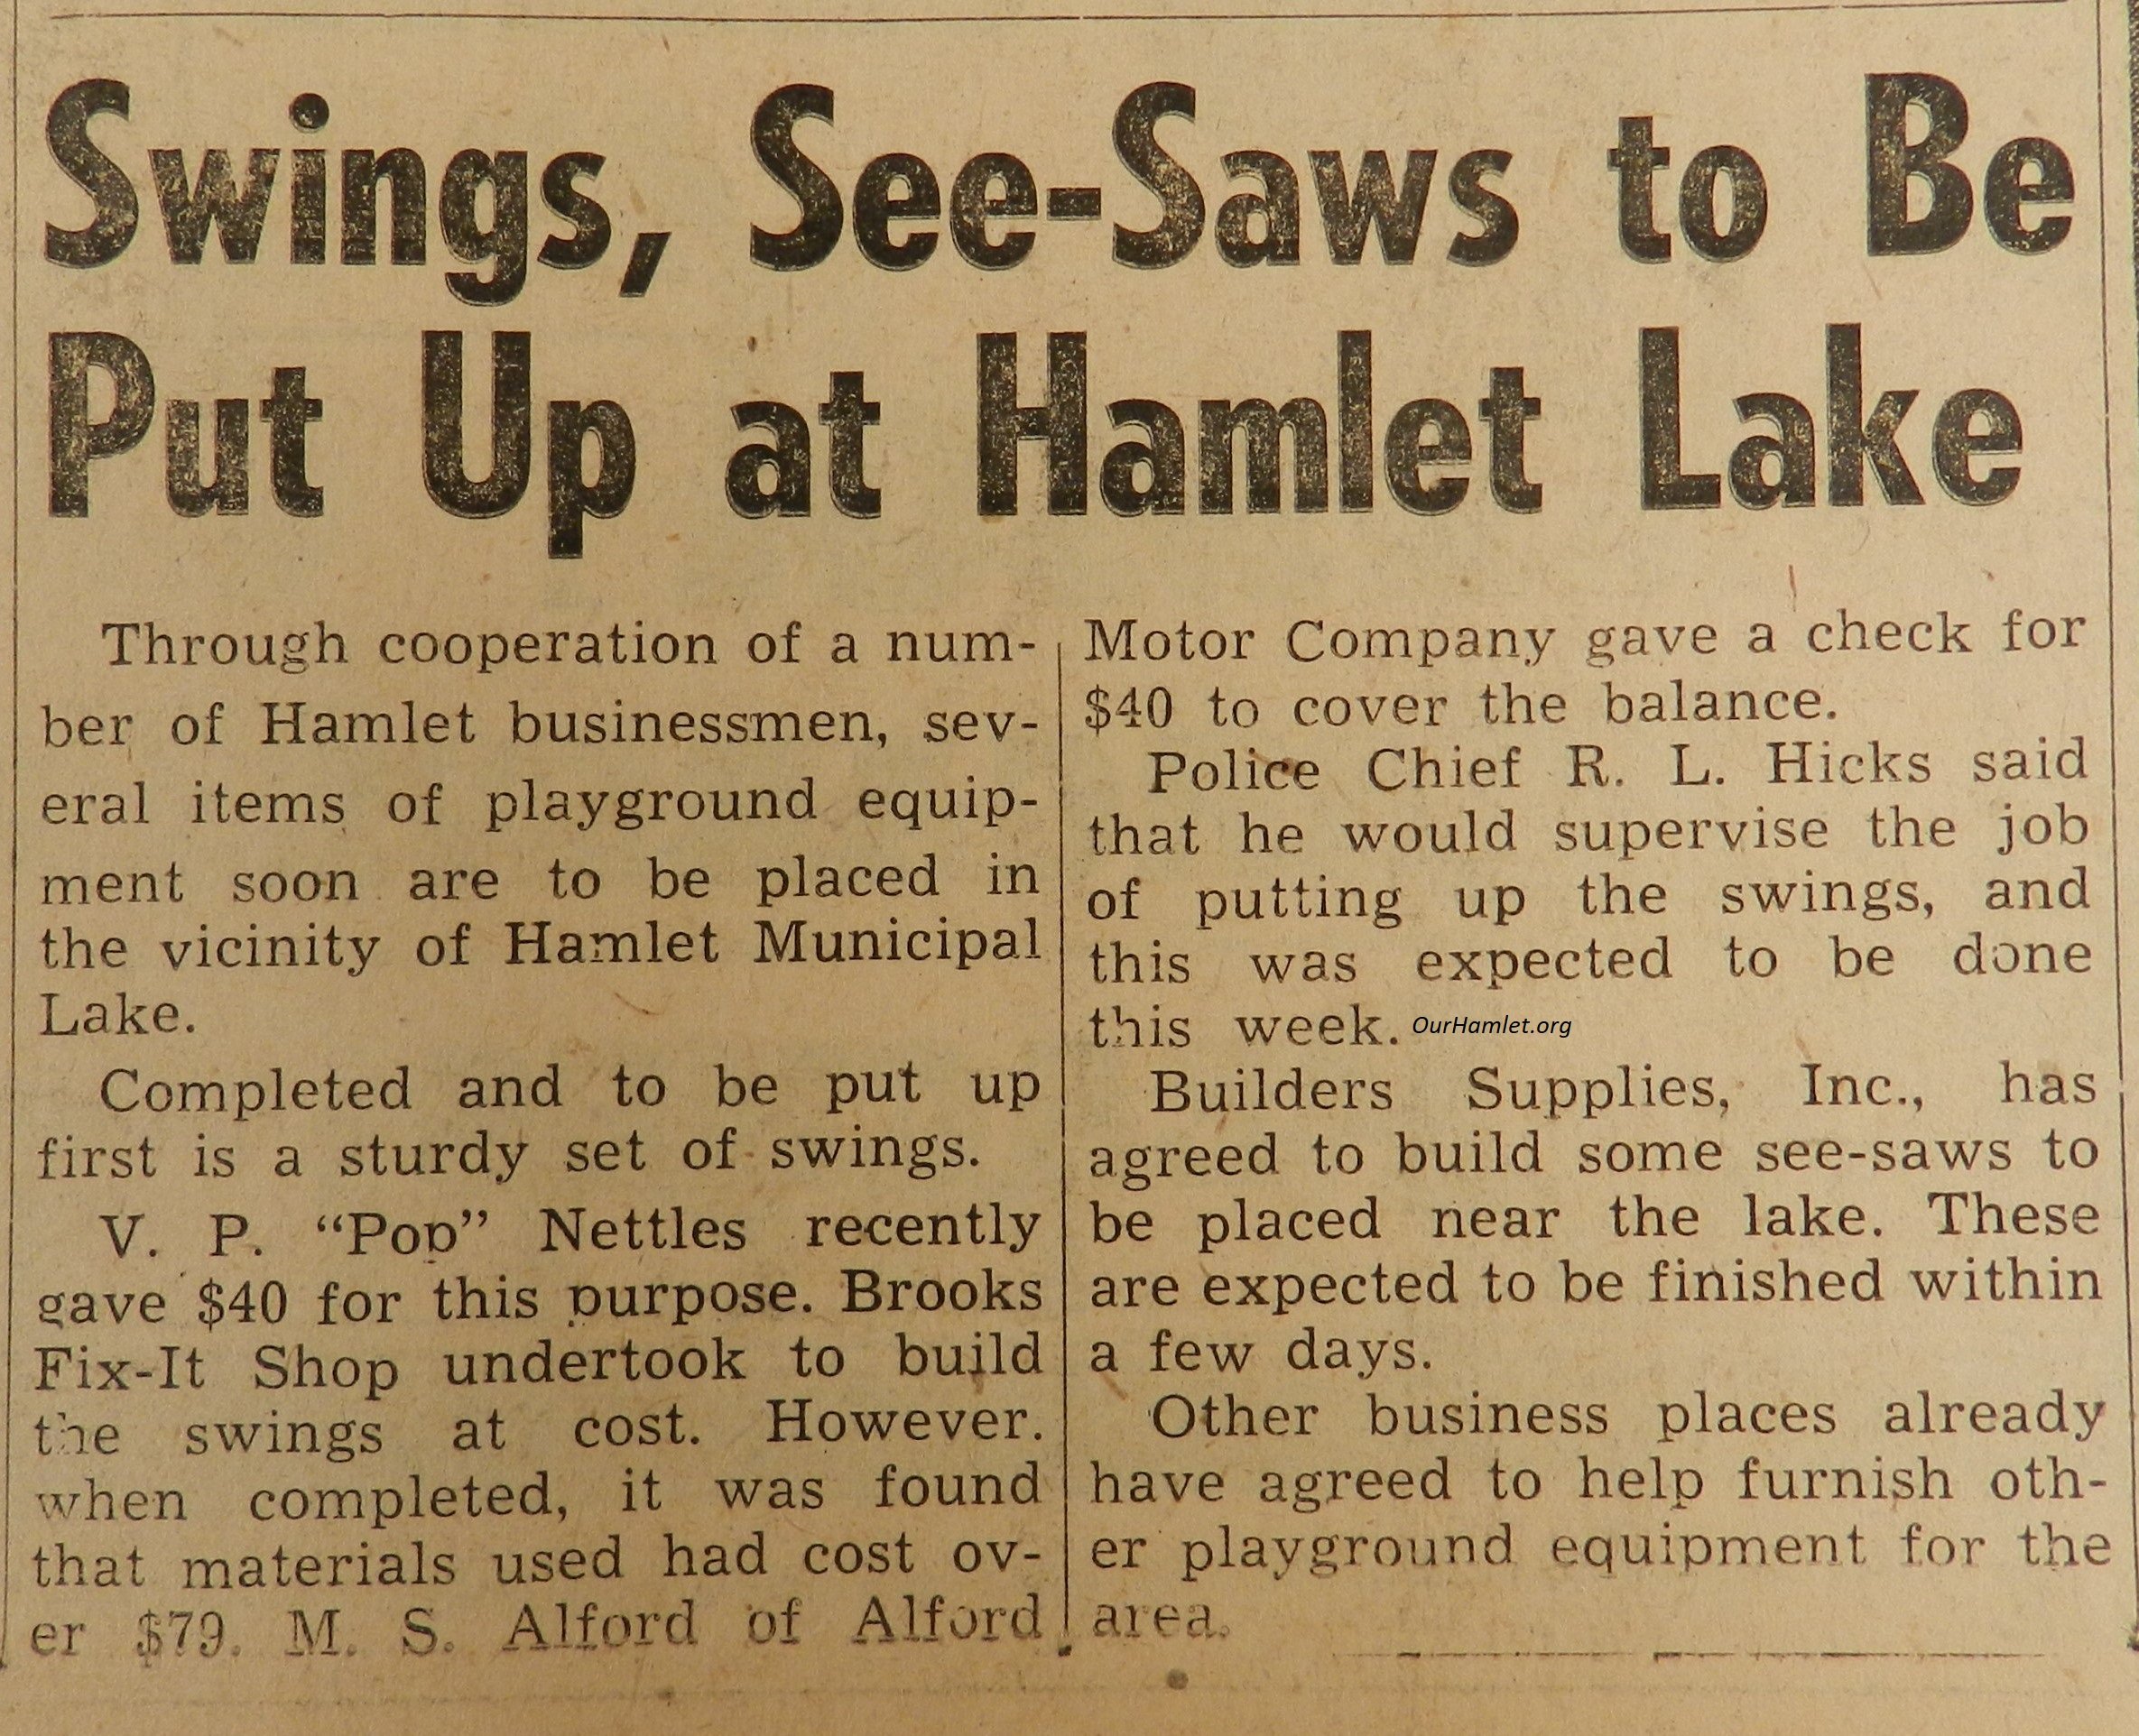 Swings, See-Saws to Be
Put Up at Hamlet Lake
Through cooperation of a num-
ber of Hamlet businessmen, sev-
eral items of playground equip-
ment soon are to be placed in
the vicinity of Hamlet Municipal
Lake.
Completed and to be put up
first is a sturdy set of swings.
V. P. “Pop” Nettles recently
gave $40 for this purpose. Brooks
Fix-It Shop undertook to build
the swings at cost. However.
when completed, it was found
that materials used had cost ov-
er $79. M. S. Alford of Alford
Motor Company gave a check for
$40 to cover the balance.
Police Chief R. L. Hicks said
that he would supervise the job
of putting up the swings, and
this was expected to be done
this week. OurHamlet.org
Builders Supplies, Inc., has
agreed to build some see-saws to
be placed near the lake. These
are expected to be finished within
a few days.
Other business places already
have agreed to help furnish oth-
er playground equipment for the
area.